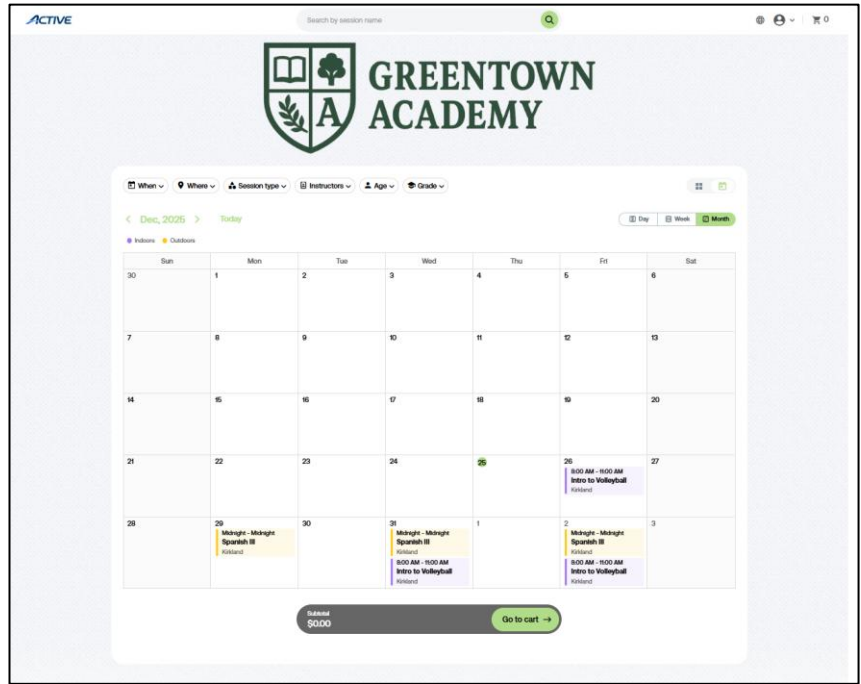 ACTIVE
Search by session name
0
GREENTOWN
ACADEMY
A
When Where Session type Instructors Age Grade
Dec, 2025 Today
Day Week Month
Indoors Outdoors
Sun Mon Tue Wed Thu Fri Sat
30 1 2 3 4 5 6
7 8 9 10 11 12 13
14 15 16 17 18 19 20
21 22 23 24 25 26 27
9:00 AM - 11:00 AM
Intro to Volleyball
Kirkland
28 29 30 31 1 2 3
Midnight - Midnight Midnight - Midnight Midnight - Midnight
Spanish III Spanish III Spanish III
Kirkland Kirkland Kirkland
9:00 AM - 11:00 AM 9:00 AM - 11:00 AM
Intro to Volleyball Intro to Volleyball
Kirkland Kirkland
Subtotal
$0.00
Go to cart